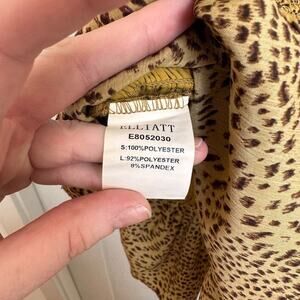 ELLIATT
E8052030
S:100%POLYESTER
L:92%POLYESTER
8%SPANDEX